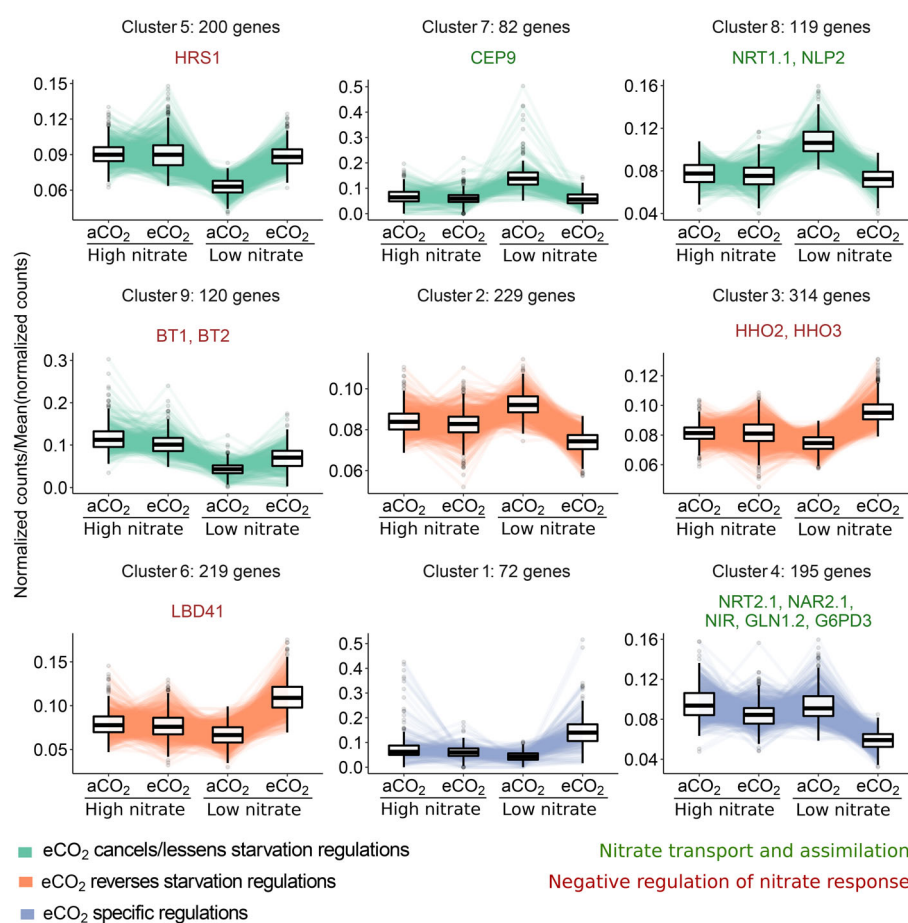 Normalized counts/Mean(normalized counts)
Cluster 5: 200 genes
HRS1
0.15
0.12
0.09
0.06
aCO₂ eCO₂ aCO₂ eCO₂
High nitrate Low nitrate
Cluster 7: 82 genes
CEP9
0.5
0.4
0.3
0.2
0.1
0.0
aCO₂ eCO₂ aCO₂ eCO₂
High nitrate Low nitrate
Cluster 8: 119 genes
NRT1.1, NLP2
0.16
0.12
0.08
0.04
aCO₂ eCO₂ aCO₂ eCO₂
High nitrate Low nitrate
Cluster 9: 120 genes
BT1, BT2
0.3
0.2
0.1
0.0
aCO₂ eCO₂ aCO₂ eCO₂
High nitrate Low nitrate
Cluster 2: 229 genes
0.10
0.08
0.06
aCO₂ eCO₂ aCO₂ eCO₂
High nitrate Low nitrate
Cluster 3: 314 genes
HHO2, HHO3
0.12
0.10
0.08
0.06
aCO₂ eCO₂ aCO₂ eCO₂
High nitrate Low nitrate
Cluster 6: 219 genes
LBD41
0.15
0.10
0.05
aCO₂ eCO₂ aCO₂ eCO₂
High nitrate Low nitrate
Cluster 1: 72 genes
0.5
0.4
0.3
0.2
0.1
0.0
aCO₂ eCO₂ aCO₂ eCO₂
High nitrate Low nitrate
Cluster 4: 195 genes
NRT2.1, NAR2.1,
NIR, GLN1.2, G6PD3
0.16
0.12
0.08
0.04
aCO₂ eCO₂ aCO₂ eCO₂
High nitrate Low nitrate
eCO₂ cancels/lessens starvation regulations
eCO₂ reverses starvation regulations
eCO₂ specific regulations
Nitrate transport and assimilation
Negative regulation of nitrate response